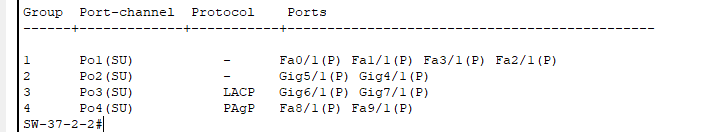 Group  Port-channel  Protocol    Ports
------+-------------+-----------+----------------------------------------------
1      Po1(SU)           -      Fa0/1(P) Fa1/1(P) Fa3/1(P) Fa2/1(P)
2      Po2(SU)           -      Gig5/1(P) Gig4/1(P)
3      Po3(SU)           LACP   Gig6/1(P) Gig7/1(P)
4      Po4(SU)           PAgP   Fa8/1(P) Fa9/1(P)
SW-37-2-2#